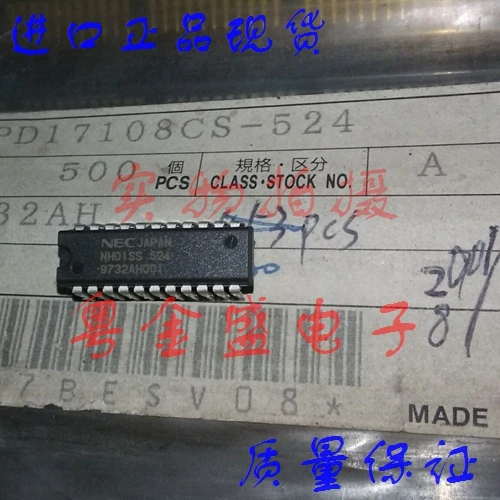 进口正品现货
PD17108CS-524
500 個 PCS
規格・区分 CLASS・STOCK NO.
A
实物拍摄
32AH
3pcs
NEC JAPAN
NH01SS 524
9732AH001
粤金盛电子
7BESV08*
MADE
质量保证